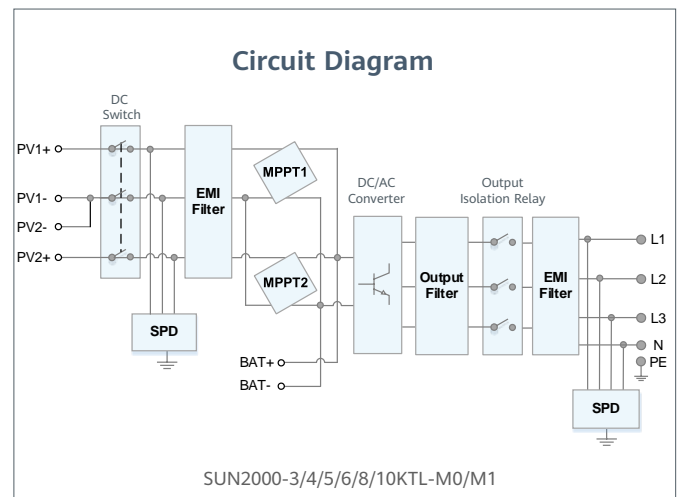 Circuit Diagram
DC
Switch
PV1+
PV1-
PV2-
PV2+
EMI
Filter
MPPT1
MPPT2
SPD
BAT+
BAT-
DC/AC
Converter
Output
Filter
Output
Isolation Relay
EMI
Filter
L1
L2
L3
N
PE
SPD
SUN2000-3/4/5/6/8/10KTL-M0/M1